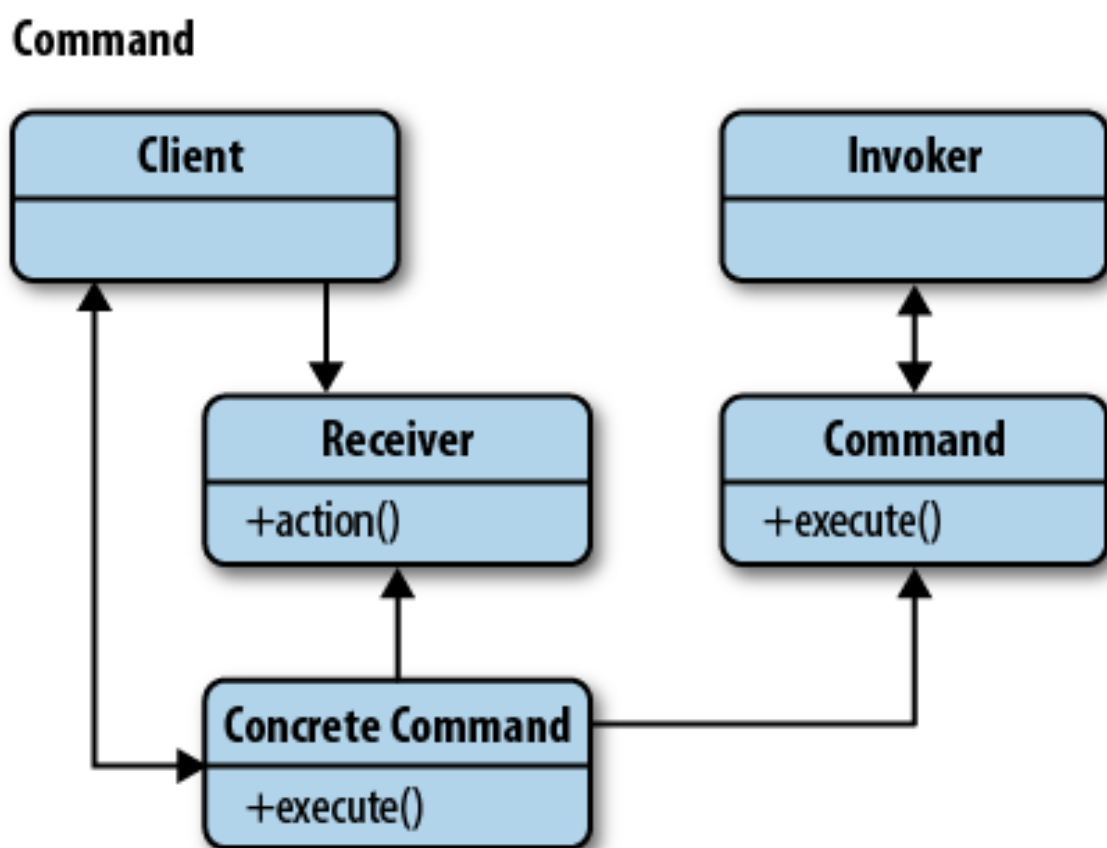 Command
Client
Invoker
Receiver
+action()
Command
+execute()
Concrete Command
+execute()